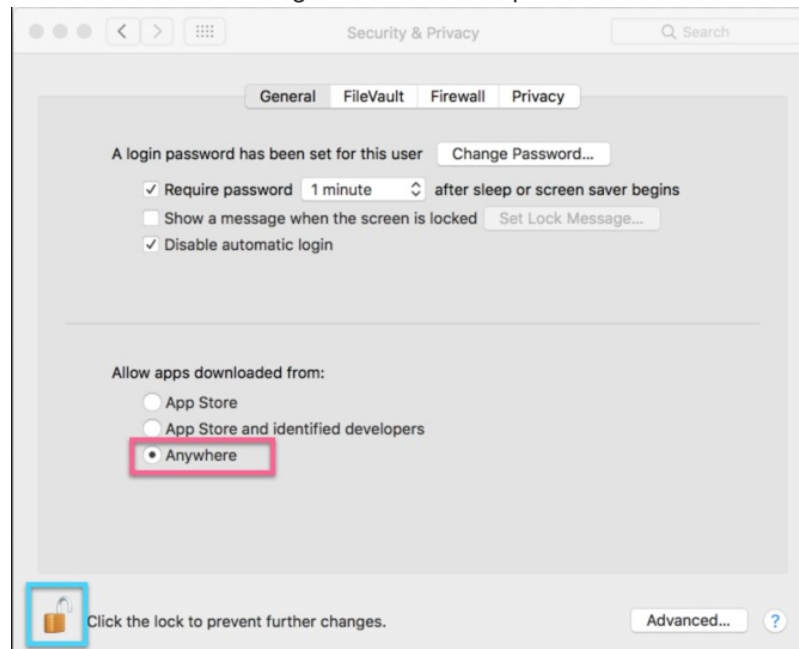 Security & Privacy
Search
General FileVault Firewall Privacy
A login password has been set for this user Change Password...
Require password 1 minute after sleep or screen saver begins
Show a message when the screen is locked Set Lock Message...
Disable automatic login
Allow apps downloaded from:
App Store
App Store and identified developers
Anywhere
Click the lock to prevent further changes.
Advanced... ?